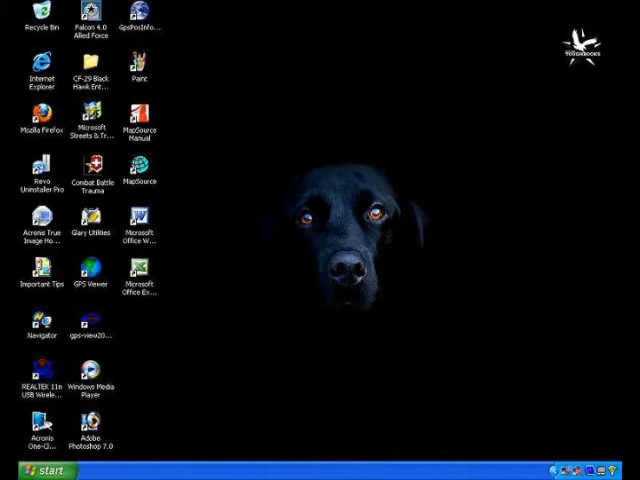 Recycle Bin
Falcon 4.0
Allied Force
GpsPosInfo...
Internet
Explorer
CF-29 Black
Hawk Ent...
Paint
Mozilla Firefox
Microsoft
Streets & Tr...
MapSource
Manual
Revo
Uninstaller Pro
Combat Battle
Trauma
MapSource
Acronis True
Image Ho...
Glary Utilities
Microsoft
Office W...
Important Tips
GPS Viewer
Microsoft
Office Ex...
Navigator
gps-view20...
REALTEK 11n
USB Wirele...
Windows Media
Player
Acronis
One-Cl...
Adobe
Photoshop 7.0
TOUGHBOOKS
start